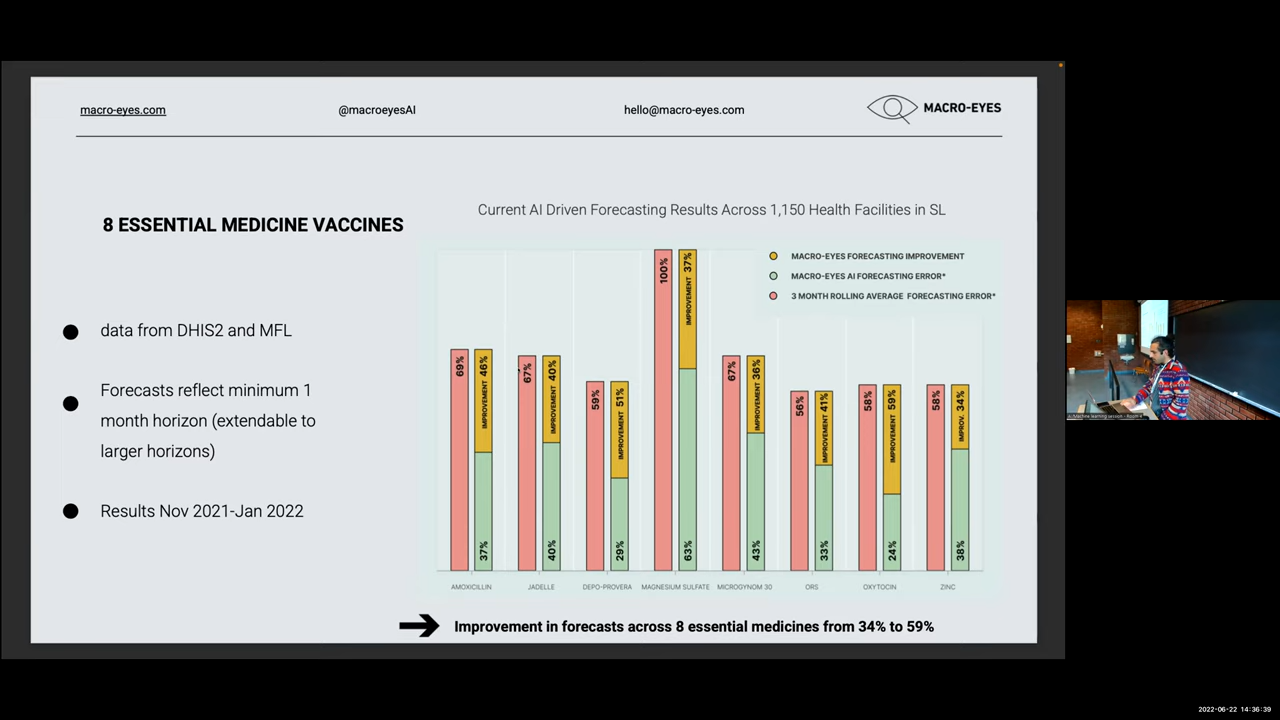 macro-eyes.com
@macroeyesAI
hello@macro-eyes.com
MACRO-EYES
8 ESSENTIAL MEDICINE VACCINES
data from DHIS2 and MFL
Forecasts reflect minimum 1
month horizon (extendable to
larger horizons)
Results Nov 2021-Jan 2022
Current AI Driven Forecasting Results Across 1,150 Health Facilities in SL
MACRO-EYES FORECASTING IMPROVEMENT
MACRO-EYES AI FORECASTING ERROR*
3 MONTH ROLLING AVERAGE FORECASTING ERROR*
69%
IMPROVEMENT 46%
37%
67%
IMPROVEMENT 40%
40%
59%
IMPROVEMENT 51%
29%
100%
IMPROVEMENT 37%
63%
67%
IMPROVEMENT 36%
43%
56%
IMPROVEMENT 41%
33%
58%
IMPROVEMENT 59%
24%
58%
IMPROV. 34%
38%
AMOXICILLIN
JADELLE
DEPO-PROVERA
MAGNESIUM SULFATE
MICROGYNOM 30
ORS
OXYTOCIN
ZINC
Improvement in forecasts across 8 essential medicines from 34% to 59%
2022-06-22 14:36:39